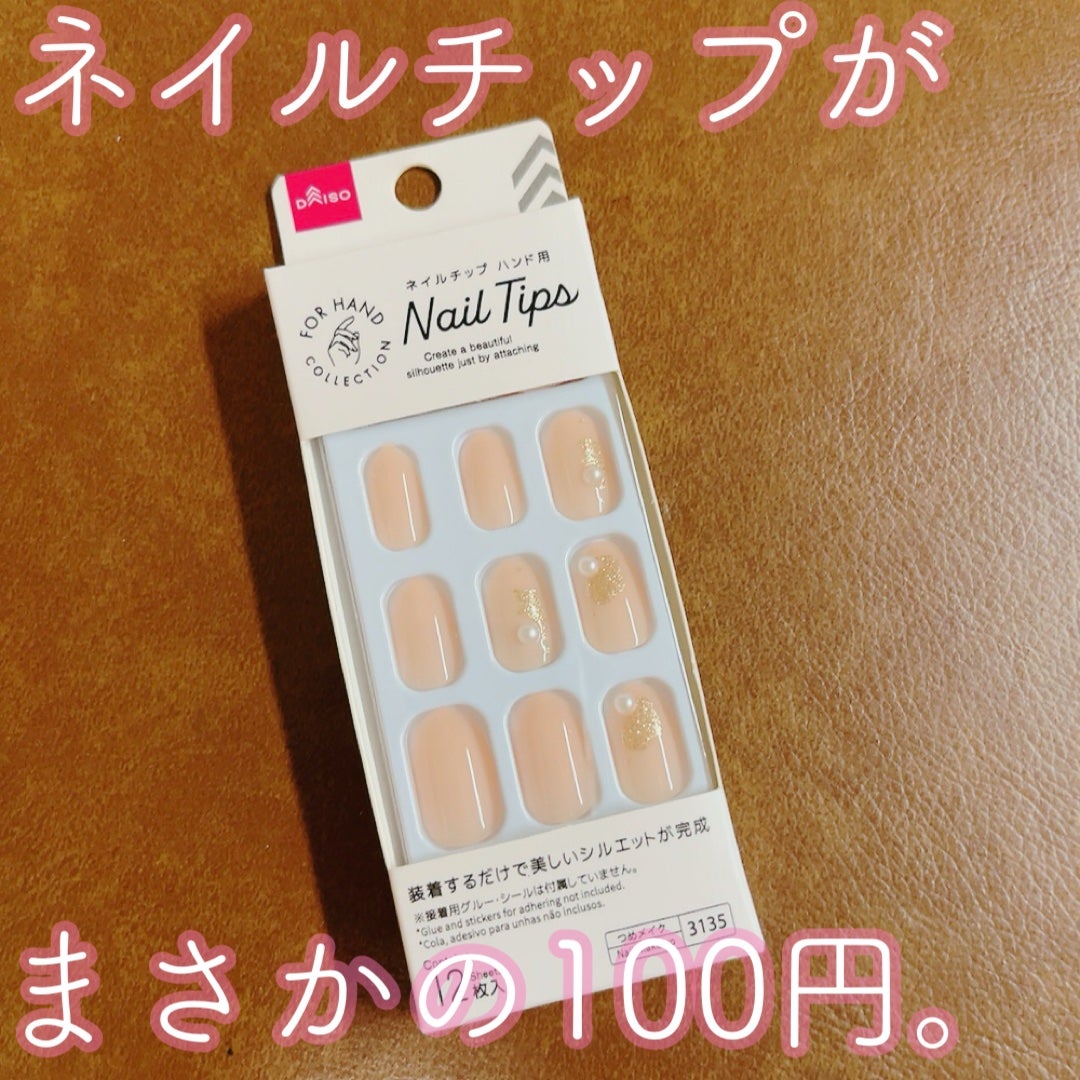 ネイルチップが
DAISO
ネイルチップ ハンド用
Nail Tips
FOR HAND
COLLECTION
Create a beautiful
silhouette just by attaching
装着するだけで美しいシルエットが完成
※接着用グルー・シールは付属していません。
*Glue and stickers for adhering not included.
*Cola, adesivo para unhas não inclusos.
つめメイク
3135
12
枚入
まさかの100円。